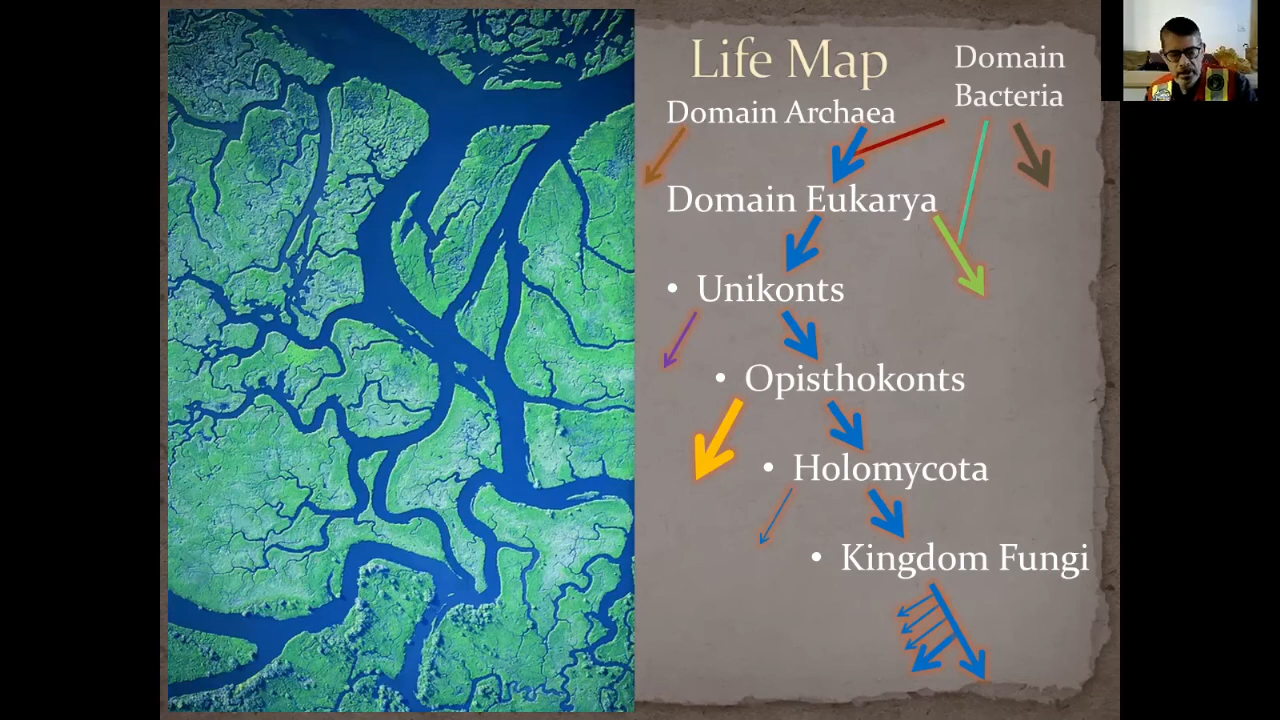 Life Map
Domain
Bacteria
Domain Archaea
Domain Eukarya
• Unikonts
• Opisthokonts
• Holomycota
• Kingdom Fungi